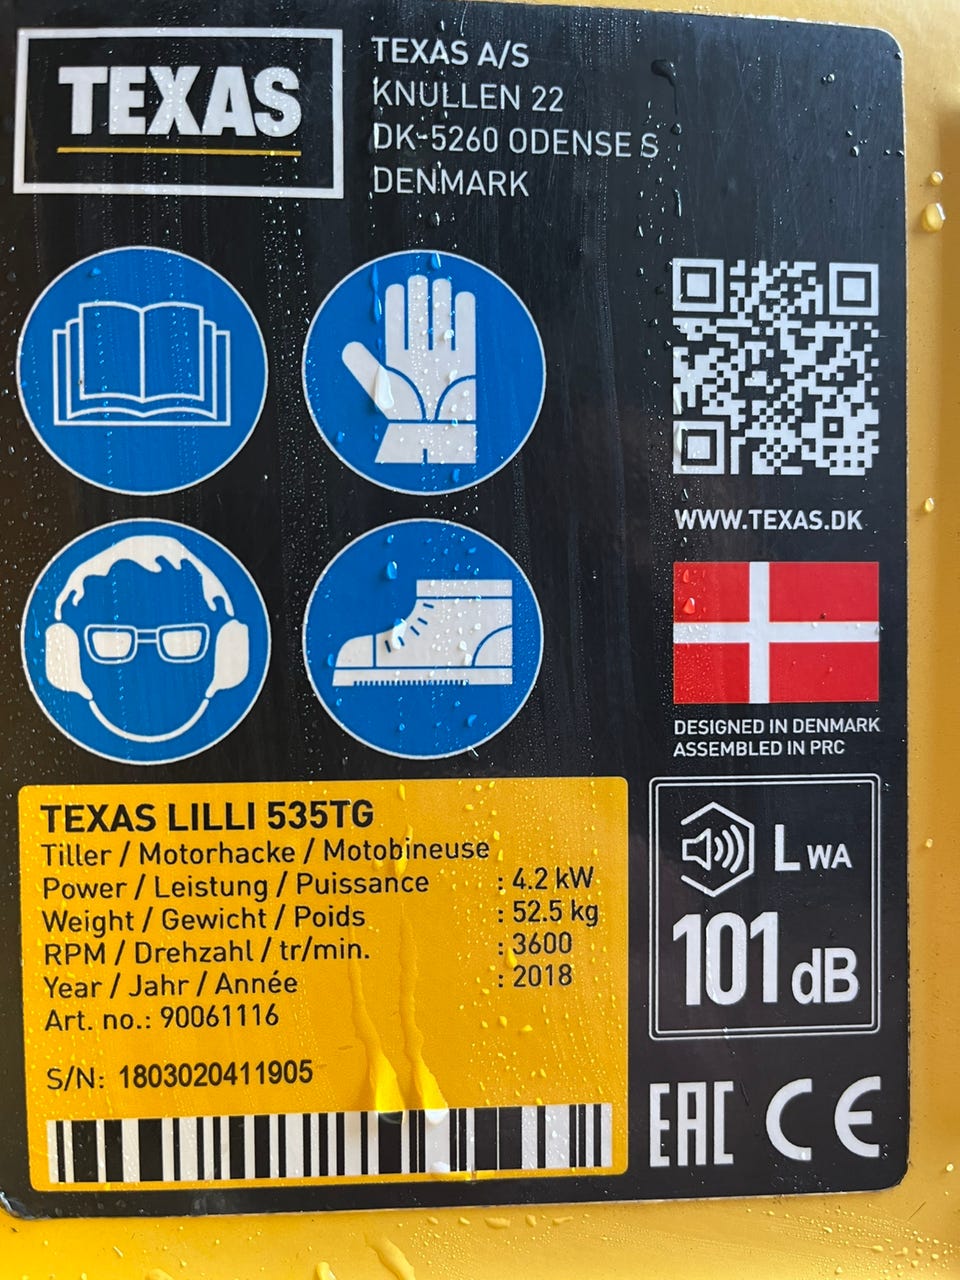 TEXAS
TEXAS A/S
KNULLEN 22
DK-5260 ODENSE S
DENMARK
WWW.TEXAS.DK
DESIGNED IN DENMARK
ASSEMBLED IN PRC
TEXAS LILLI 535TG
Tiller / Motorhacke / Motobineuse
Power / Leistung / Puissance : 4.2 kW
Weight / Gewicht / Poids : 52.5 kg
RPM / Drehzahl / tr/min. : 3600
Year / Jahr / Année : 2018
Art. no.: 90061116
S/N: 1803020411905
LWA
101 dB
EAC CE